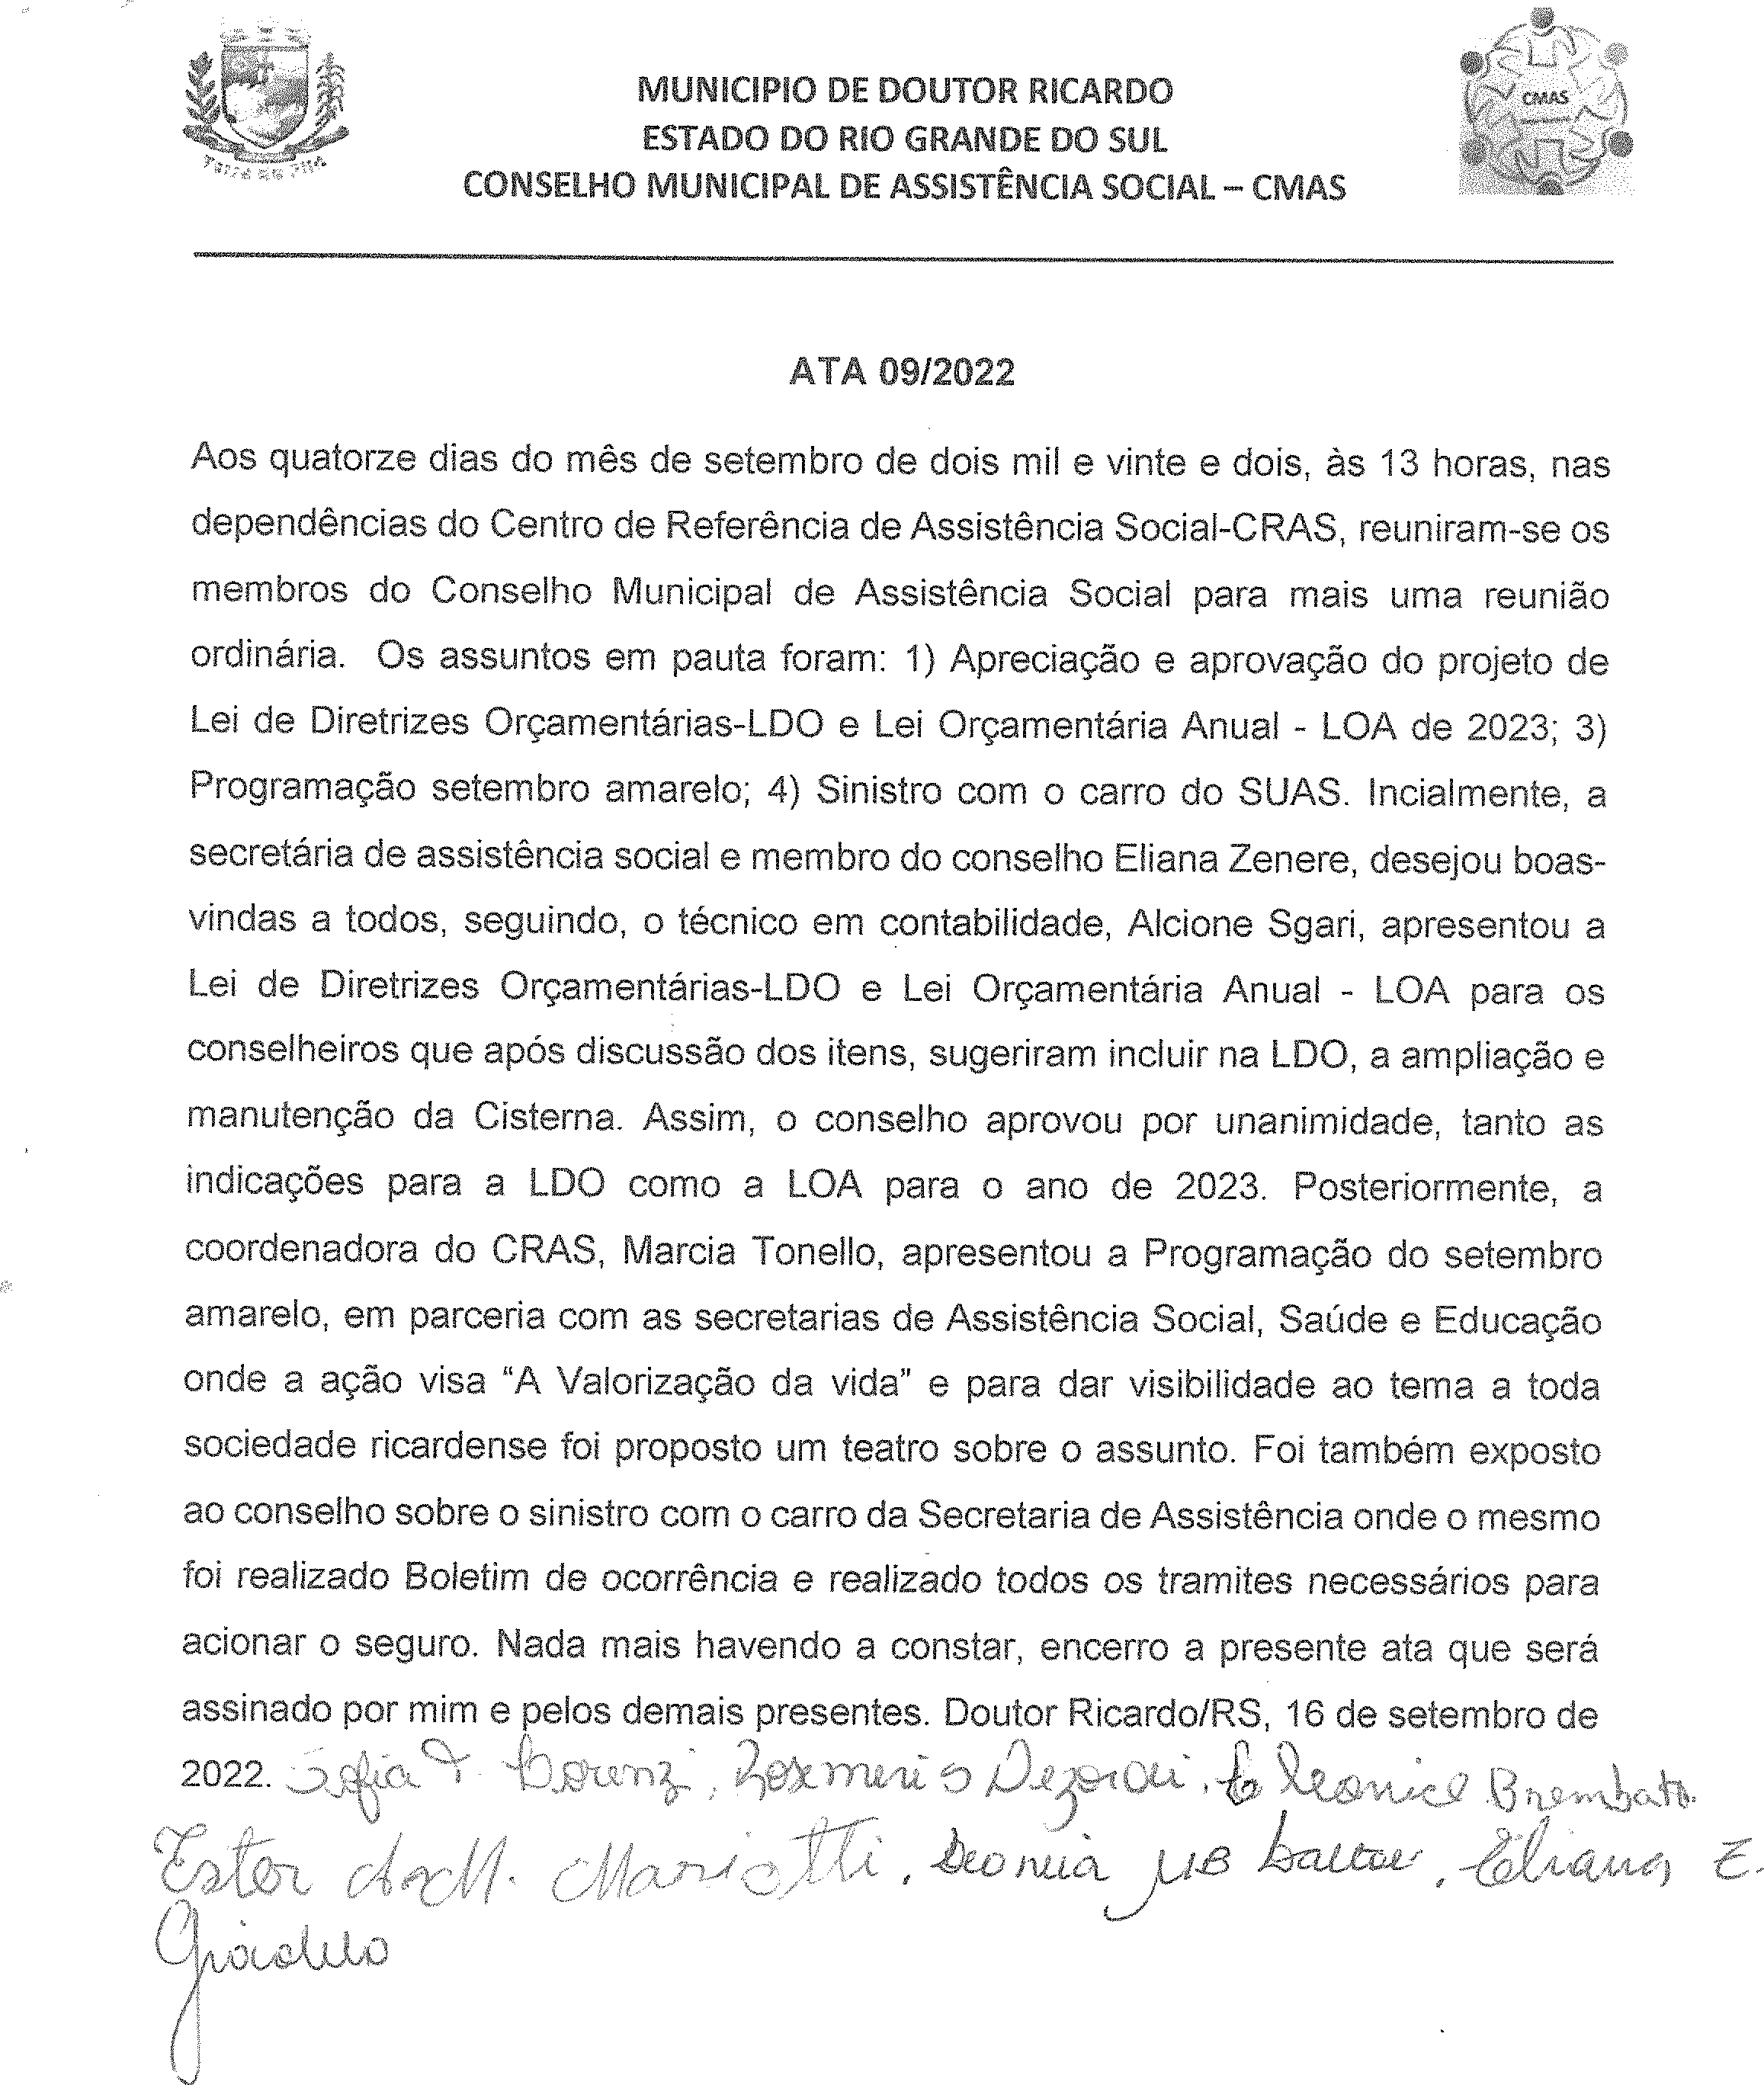 MUNICIPIO DE DOUTOR RICARDO
ESTADO DO RIO GRANDE DO SUL
CONSELHO MUNICIPAL DE ASSISTÊNCIA SOCIAL – CMAS
CMAS
ATA 09/2022
Aos quatorze dias do mês de setembro de dois mil e vinte e dois, às 13 horas, nas
dependências do Centro de Referência de Assistência Social-CRAS, reuniram-se os
membros do Conselho Municipal de Assistência Social para mais uma reunião
ordinária. Os assuntos em pauta foram: 1) Apreciação e aprovação do projeto de
Lei de Diretrizes Orçamentárias-LDO e Lei Orçamentária Anual - LOA de 2023; 3)
Programação setembro amarelo; 4) Sinistro com o carro do SUAS. Incialmente, a
secretária de assistência social e membro do conselho Eliana Zenere, desejou boas-
vindas a todos, seguindo, o técnico em contabilidade, Alcione Sgari, apresentou a
Lei de Diretrizes Orçamentárias-LDO e Lei Orçamentária Anual - LOA para os
conselheiros que após discussão dos itens, sugeriram incluir na LDO, a ampliação e
manutenção da Cisterna. Assim, o conselho aprovou por unanimidade, tanto as
indicações para a LDO como a LOA para o ano de 2023. Posteriormente, a
coordenadora do CRAS, Marcia Tonello, apresentou a Programação do setembro
amarelo, em parceria com as secretarias de Assistência Social, Saúde e Educação
onde a ação visa “A Valorização da vida” e para dar visibilidade ao tema a toda
sociedade ricardense foi proposto um teatro sobre o assunto. Foi também exposto
ao conselho sobre o sinistro com o carro da Secretaria de Assistência onde o mesmo
foi realizado Boletim de ocorrência e realizado todos os tramites necessários para
acionar o seguro. Nada mais havendo a constar, encerro a presente ata que será
assinado por mim e pelos demais presentes. Doutor Ricardo/RS, 16 de setembro de
2022. Sofia T. Lorenzi, Rosmeri S Dezordi, Cleonice Brembato.
Ester Mariotti, Eliana Z.